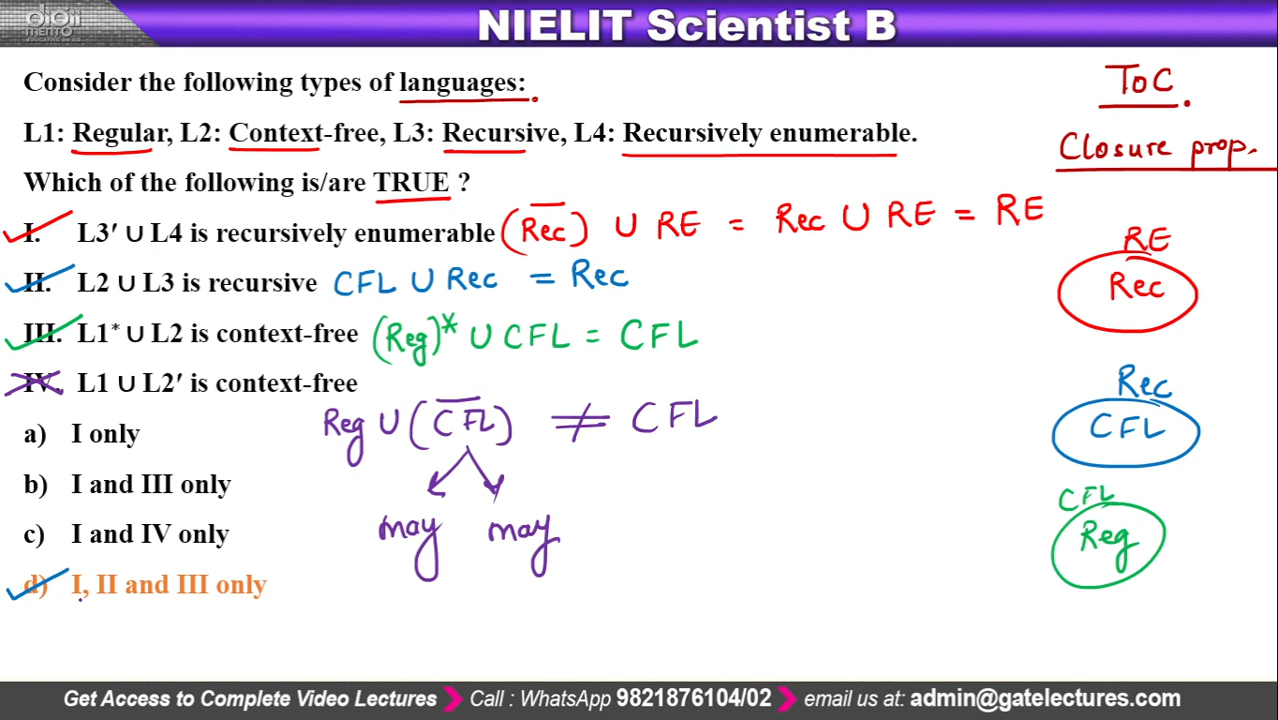 digii
mento
EDUCATING ON GO
NIELIT Scientist B
Consider the following types of languages:
ToC
L1: Regular, L2: Context-free, L3: Recursive, L4: Recursively enumerable.
Closure prop.
Which of the following is/are TRUE ?
I. L3′ ∪ L4 is recursively enumerable (Rec) ∪ RE = Rec ∪ RE = RE
RE
Rec
II. L2 ∪ L3 is recursive CFL ∪ Rec = Rec
III. L1* ∪ L2 is context-free (Reg)* ∪ CFL = CFL
IV. L1 ∪ L2′ is context-free
Rec
CFL
Reg ∪ (CFL) ≠ CFL
a) I only
b) I and III only
CFL
Reg
c) I and IV only
may may
d) I, II and III only
Get Access to Complete Video Lectures Call : WhatsApp 9821876104/02 email us at: admin@gatelectures.com